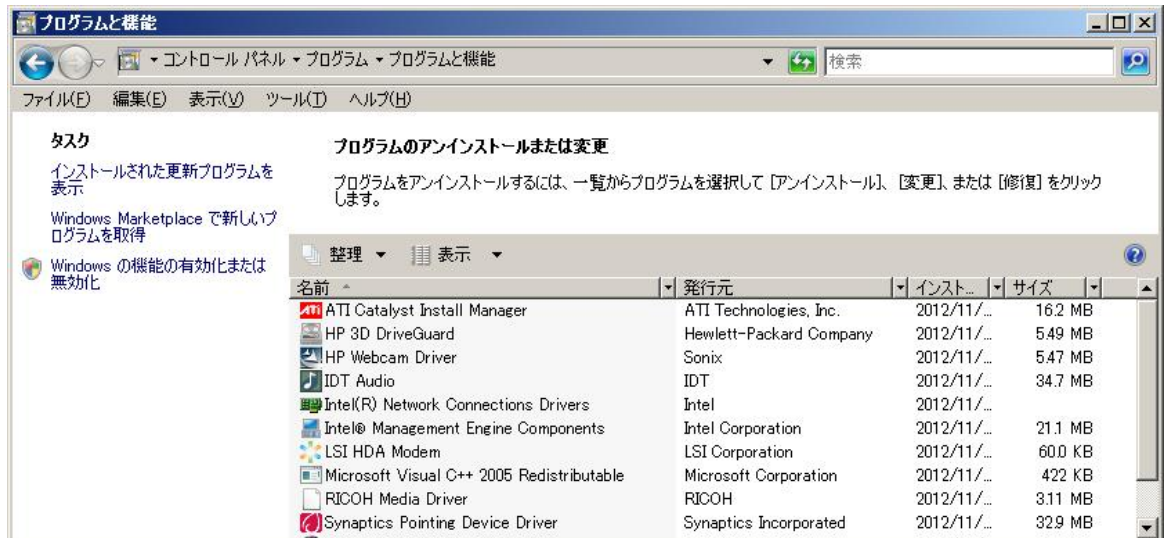 プログラムと機能
コントロール パネル ▾ プログラム ▾ プログラムと機能
検索
ファイル(F) 編集(E) 表示(V) ツール(T) ヘルプ(H)
タスク
インストールされた更新プログラムを
表示
Windows Marketplace で新しいプ
ログラムを取得
Windows の機能の有効化または
無効化
プログラムのアンインストールまたは変更
プログラムをアンインストールするには、一覧からプログラムを選択して [アンインストール]、[変更]、または [修復] をクリック
します。
整理 表示
名前 発行元 インスト... サイズ
ATI ATI Catalyst Install Manager ATI Technologies, Inc. 2012/11/... 16.2 MB
HP 3D DriveGuard Hewlett-Packard Company 2012/11/... 5.49 MB
HP Webcam Driver Sonix 2012/11/... 5.47 MB
IDT Audio IDT 2012/11/... 34.7 MB
Intel(R) Network Connections Drivers Intel 2012/11/...
Intel® Management Engine Components Intel Corporation 2012/11/... 21.1 MB
LSI HDA Modem LSI Corporation 2012/11/... 60.0 KB
Microsoft Visual C++ 2005 Redistributable Microsoft Corporation 2012/11/... 422 KB
RICOH Media Driver RICOH 2012/11/... 3.11 MB
Synaptics Pointing Device Driver Synaptics Incorporated 2012/11/... 32.9 MB